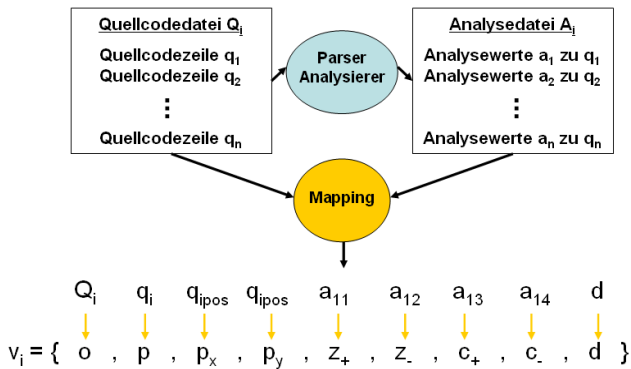 Quellcodedatei Qi
Quellcodezeile q1
Quellcodezeile q2
⋮
Quellcodezeile qn
Parser
Analysierer
Analysedatei Ai
Analysewerte a1 zu q1
Analysewerte a2 zu q2
⋮
Analysewerte an zu qn
Mapping
Qi qi qipos qipos a11 a12 a13 a14 d
vi = { o , p , px , py , z+ , z- , c+ , c- , d }